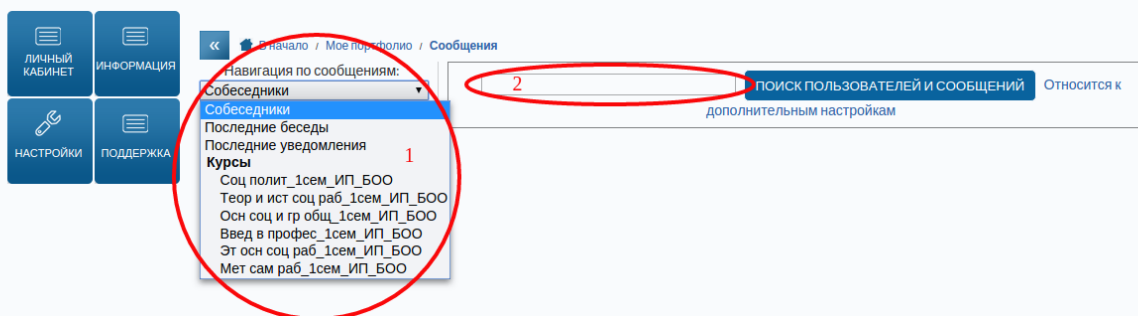 ЛИЧНЫЙ
КАБИНЕТ
ИНФОРМАЦИЯ
НАСТРОЙКИ
ПОДДЕРЖКА
« В начало / Мое портфолио / Сообщения
Навигация по сообщениям:
Собеседники
Собеседники
Последние беседы
Последние уведомления
Курсы
Соц полит_1сем_ИП_БОО
Теор и ист соц раб_1сем_ИП_БОО
Осн соц и гр общ_1сем_ИП_БОО
Введ в профес_1сем_ИП_БОО
Эт осн соц раб_1сем_ИП_БОО
Мет сам раб_1сем_ИП_БОО
1
2
ПОИСК ПОЛЬЗОВАТЕЛЕЙ И СООБЩЕНИЙ Относится к
дополнительным настройкам